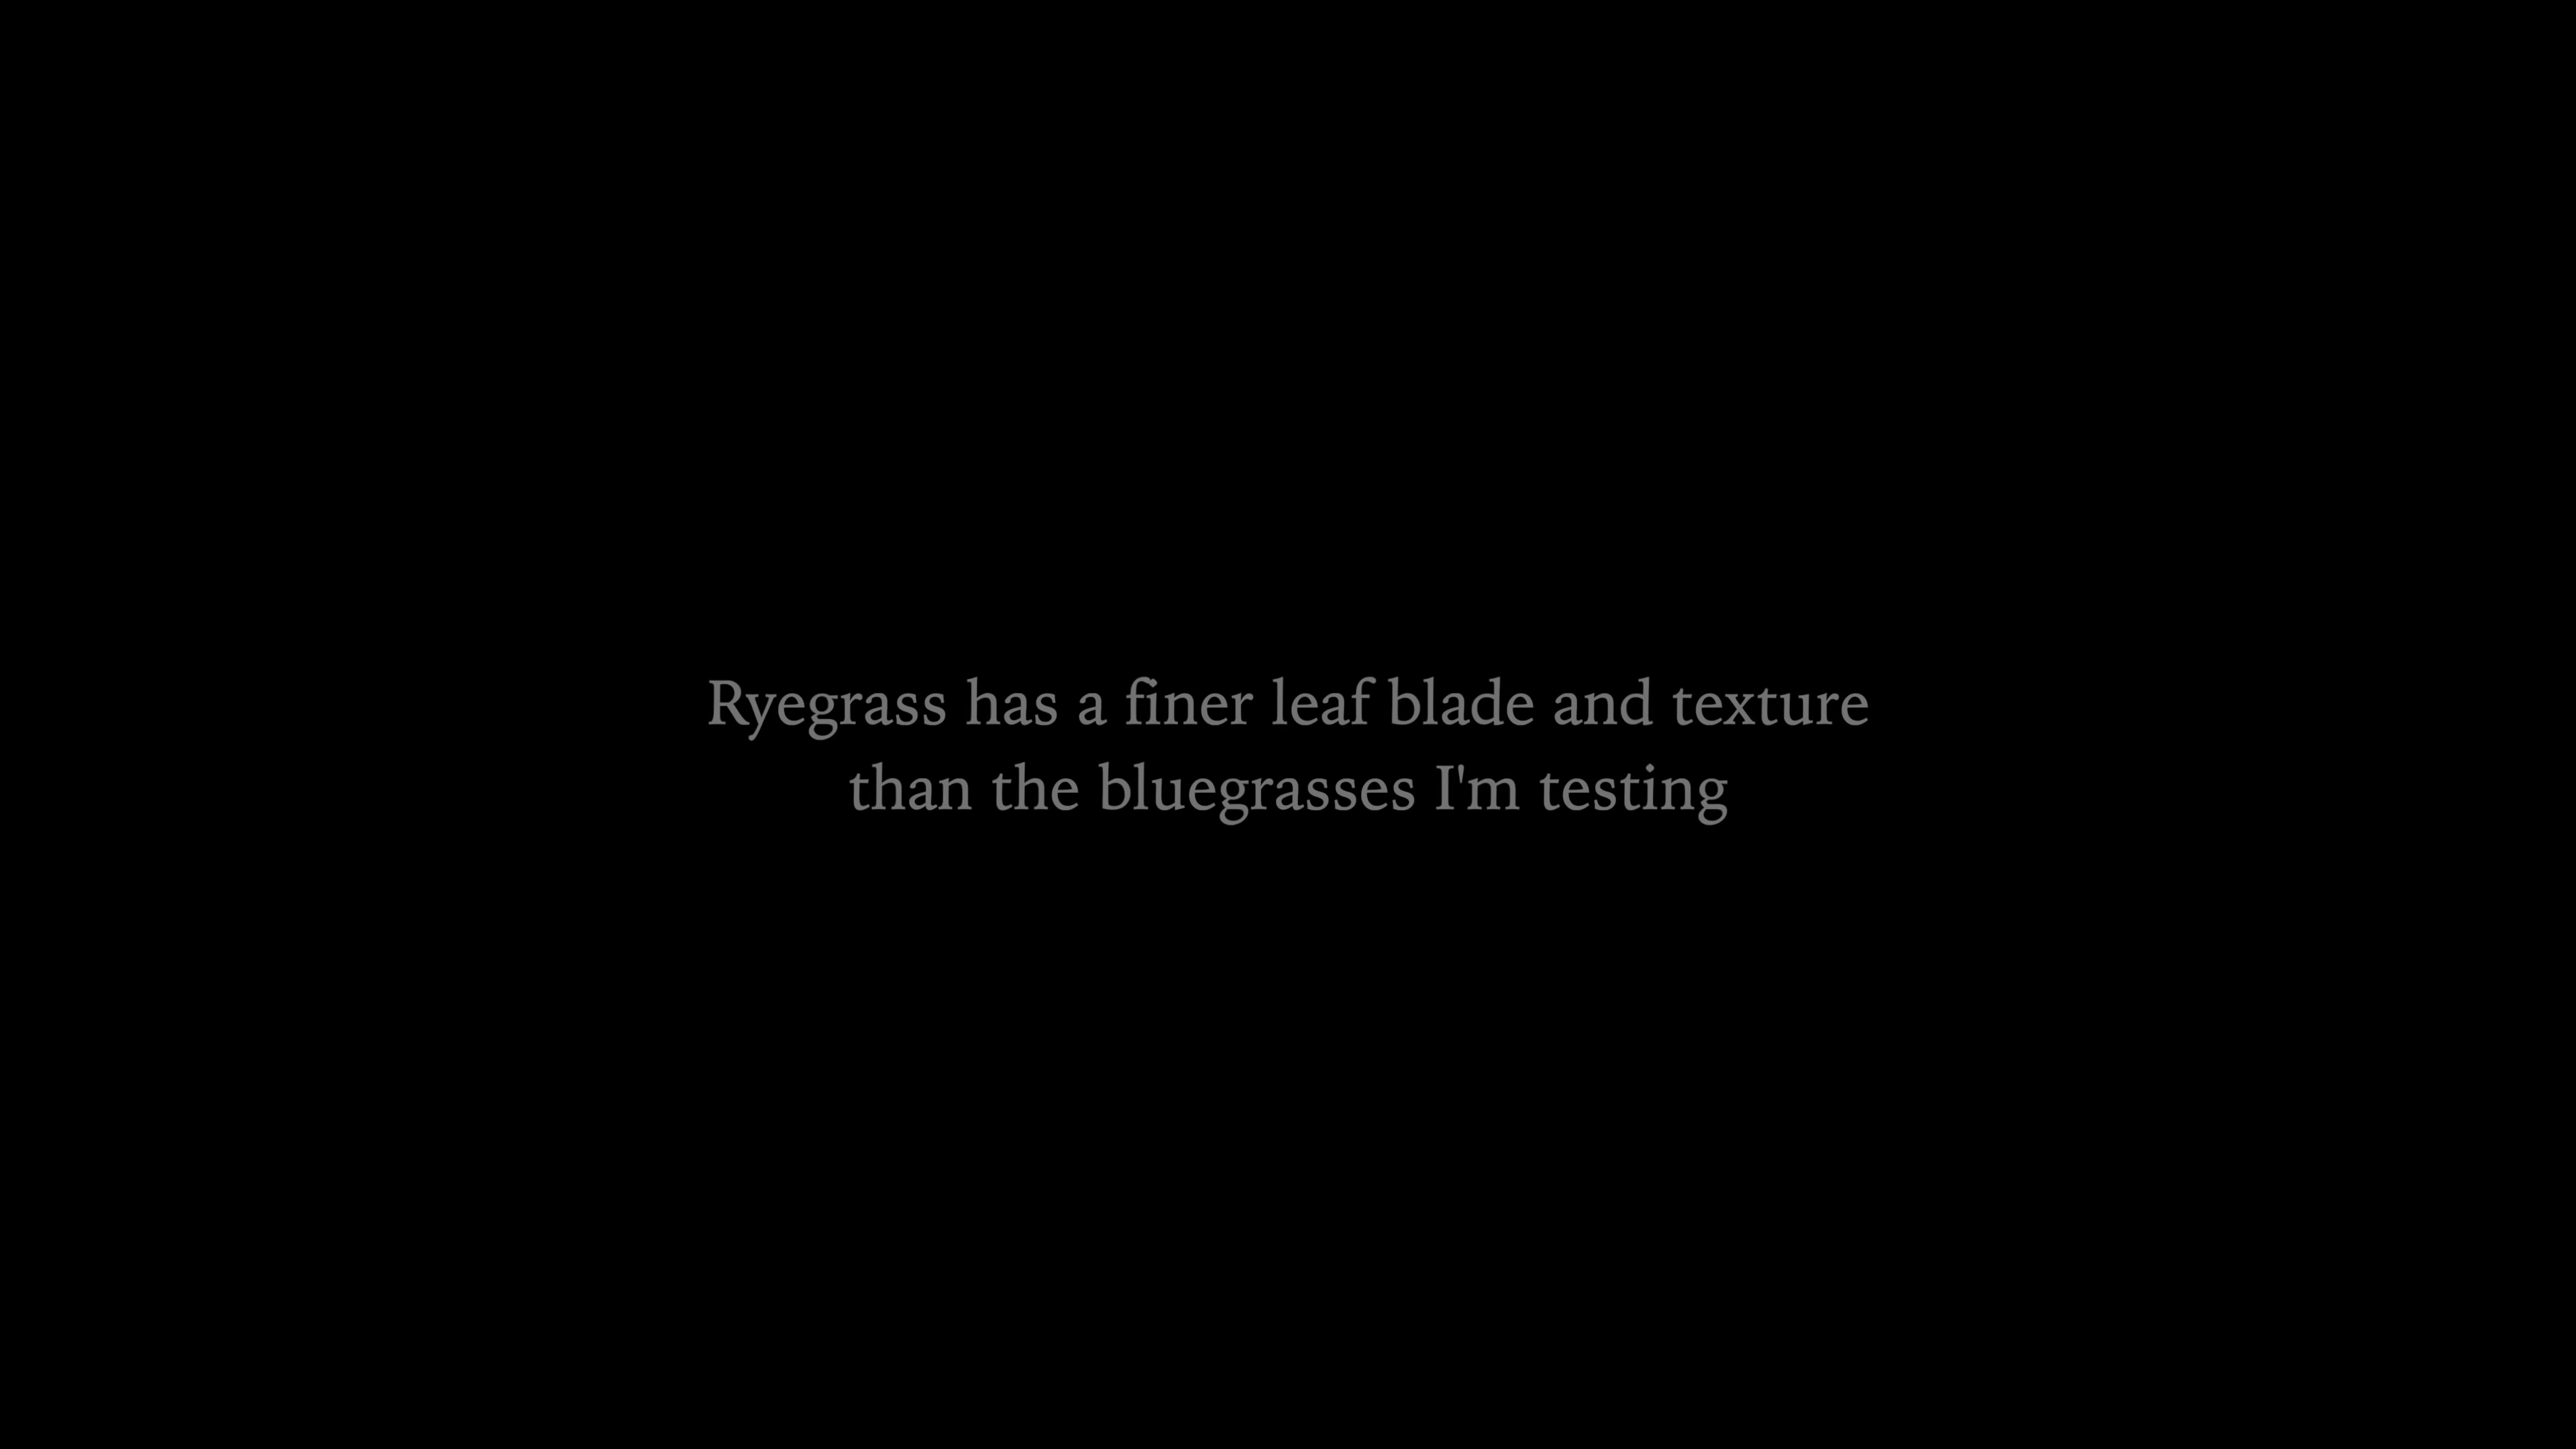 Ryegrass has a finer leaf blade and texture
than the bluegrasses I'm testing